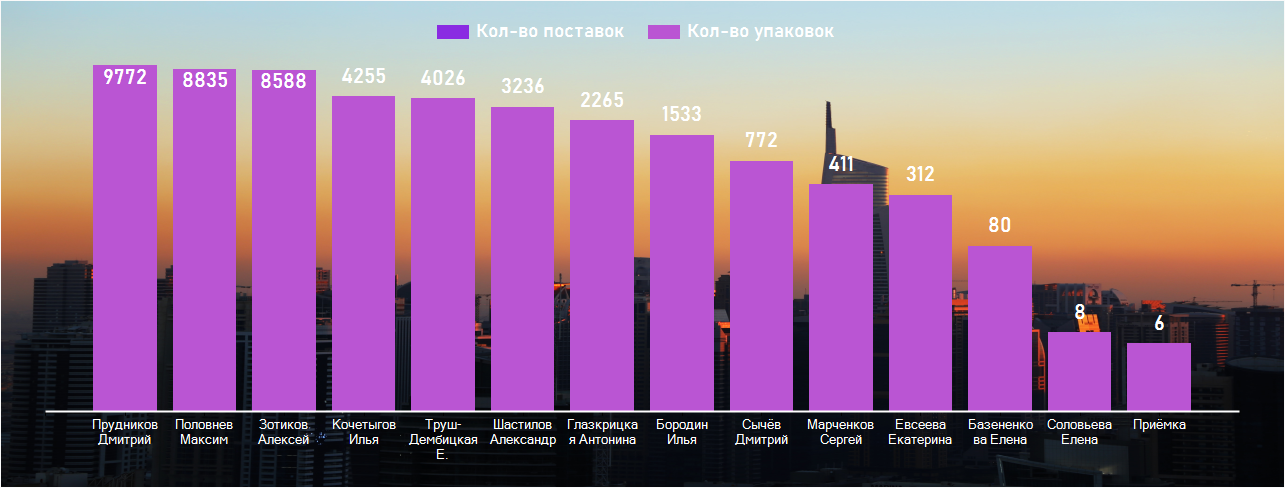 Кол-во поставок Кол-во упаковок
9772 8835 8588 4255 4026 3236 2265 1533 772 411 312 80 8 6
Прудников
Дмитрий
Половнев
Максим
Зотиков
Алексей
Кочетыгов
Илья
Труш-
Дембицкая
Е.
Шастилов
Александр
Глазкрицка
я Антонина
Бородин
Илья
Сычёв
Дмитрий
Марченков
Сергей
Евсеева
Екатерина
Базененко
ва Елена
Соловьева
Елена
Приёмка